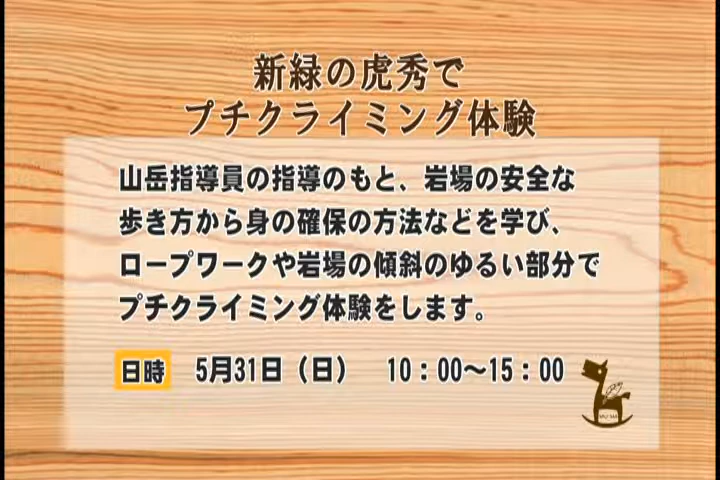 新緑の虎秀で
プチクライミング体験
山岳指導員の指導のもと、岩場の安全な
歩き方から身の確保の方法などを学び、
ロープワークや岩場の傾斜のゆるい部分で
プチクライミング体験をします。
日時 5月31日（日） 10：00～15：00